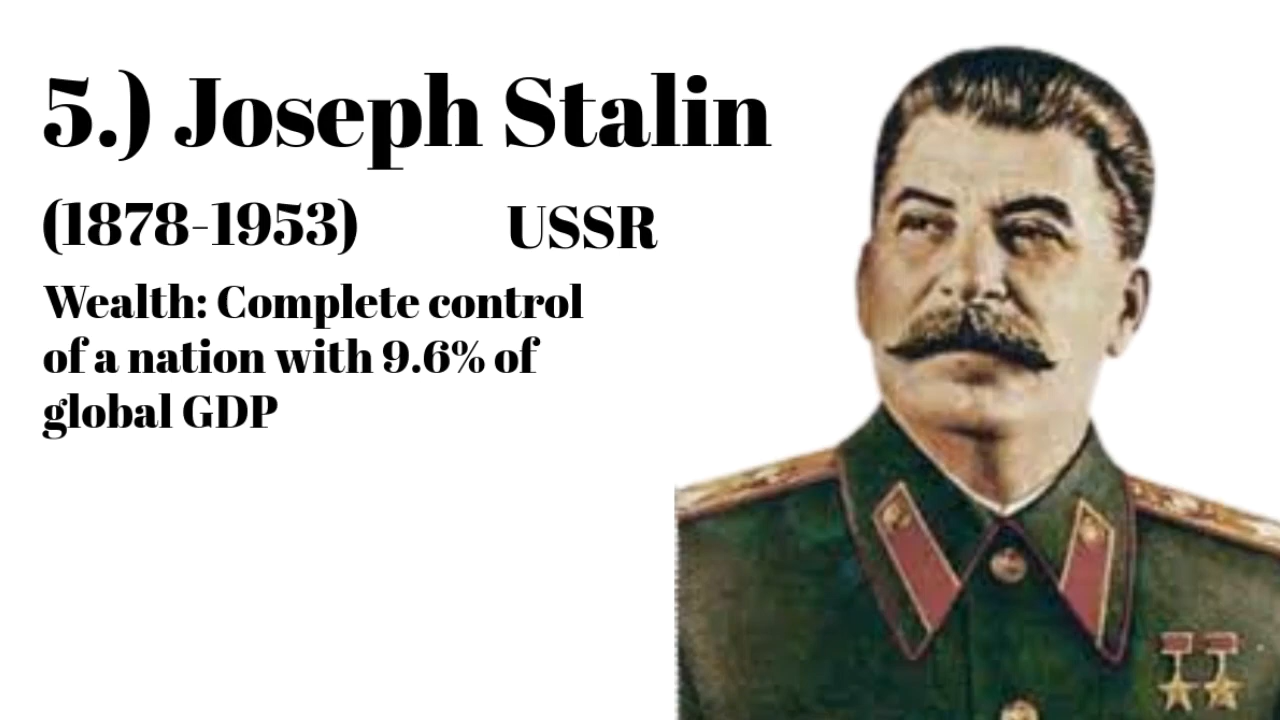 5.) Joseph Stalin
(1878-1953) USSR
Wealth: Complete control
of a nation with 9.6% of
global GDP